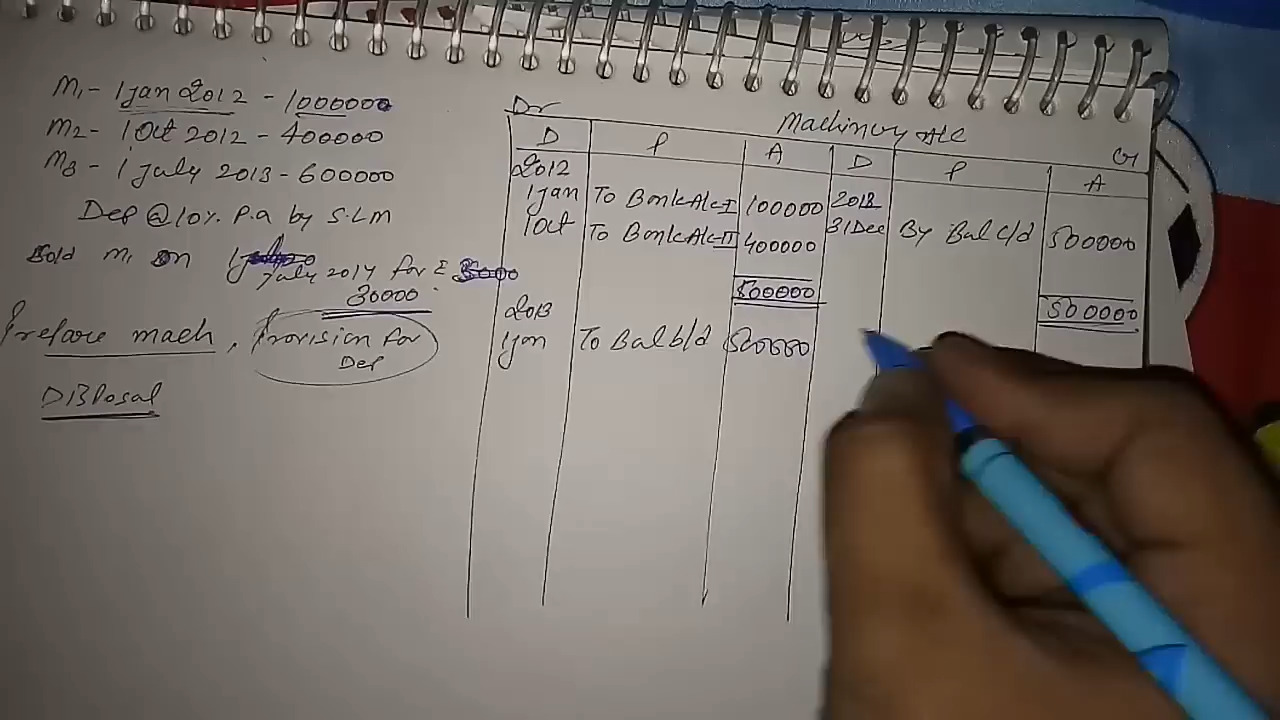 M1 - 1 Jan 2012 - 1000000
M2 - 1 Oct 2012 - 400000
M3 - 1 July 2013 - 600000
Dep @ 10% P.a by S.L.M
Sold M1 on 1 July 2014 for
30000
Prepare mach, Provision for
Dep
Disposal
Dr Machinery A/c Cr
D P A D P A
2012
1 Jan To Bank A/c I 100000 2012
1 Oct To Bank A/c II 400000 31 Dec By Bal c/d 500000
500000 500000
2013
1 Jan To Bal b/d 500000